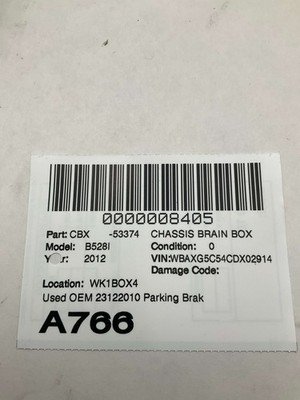 0000008405
Part: CBX -53374 CHASSIS BRAIN BOX
Model: B528I Condition: 0
Year: 2012 VIN:WBAXG5C54CDX02914
Damage Code:
Location: WK1BOX4
Used OEM 23122010 Parking Brak
A766